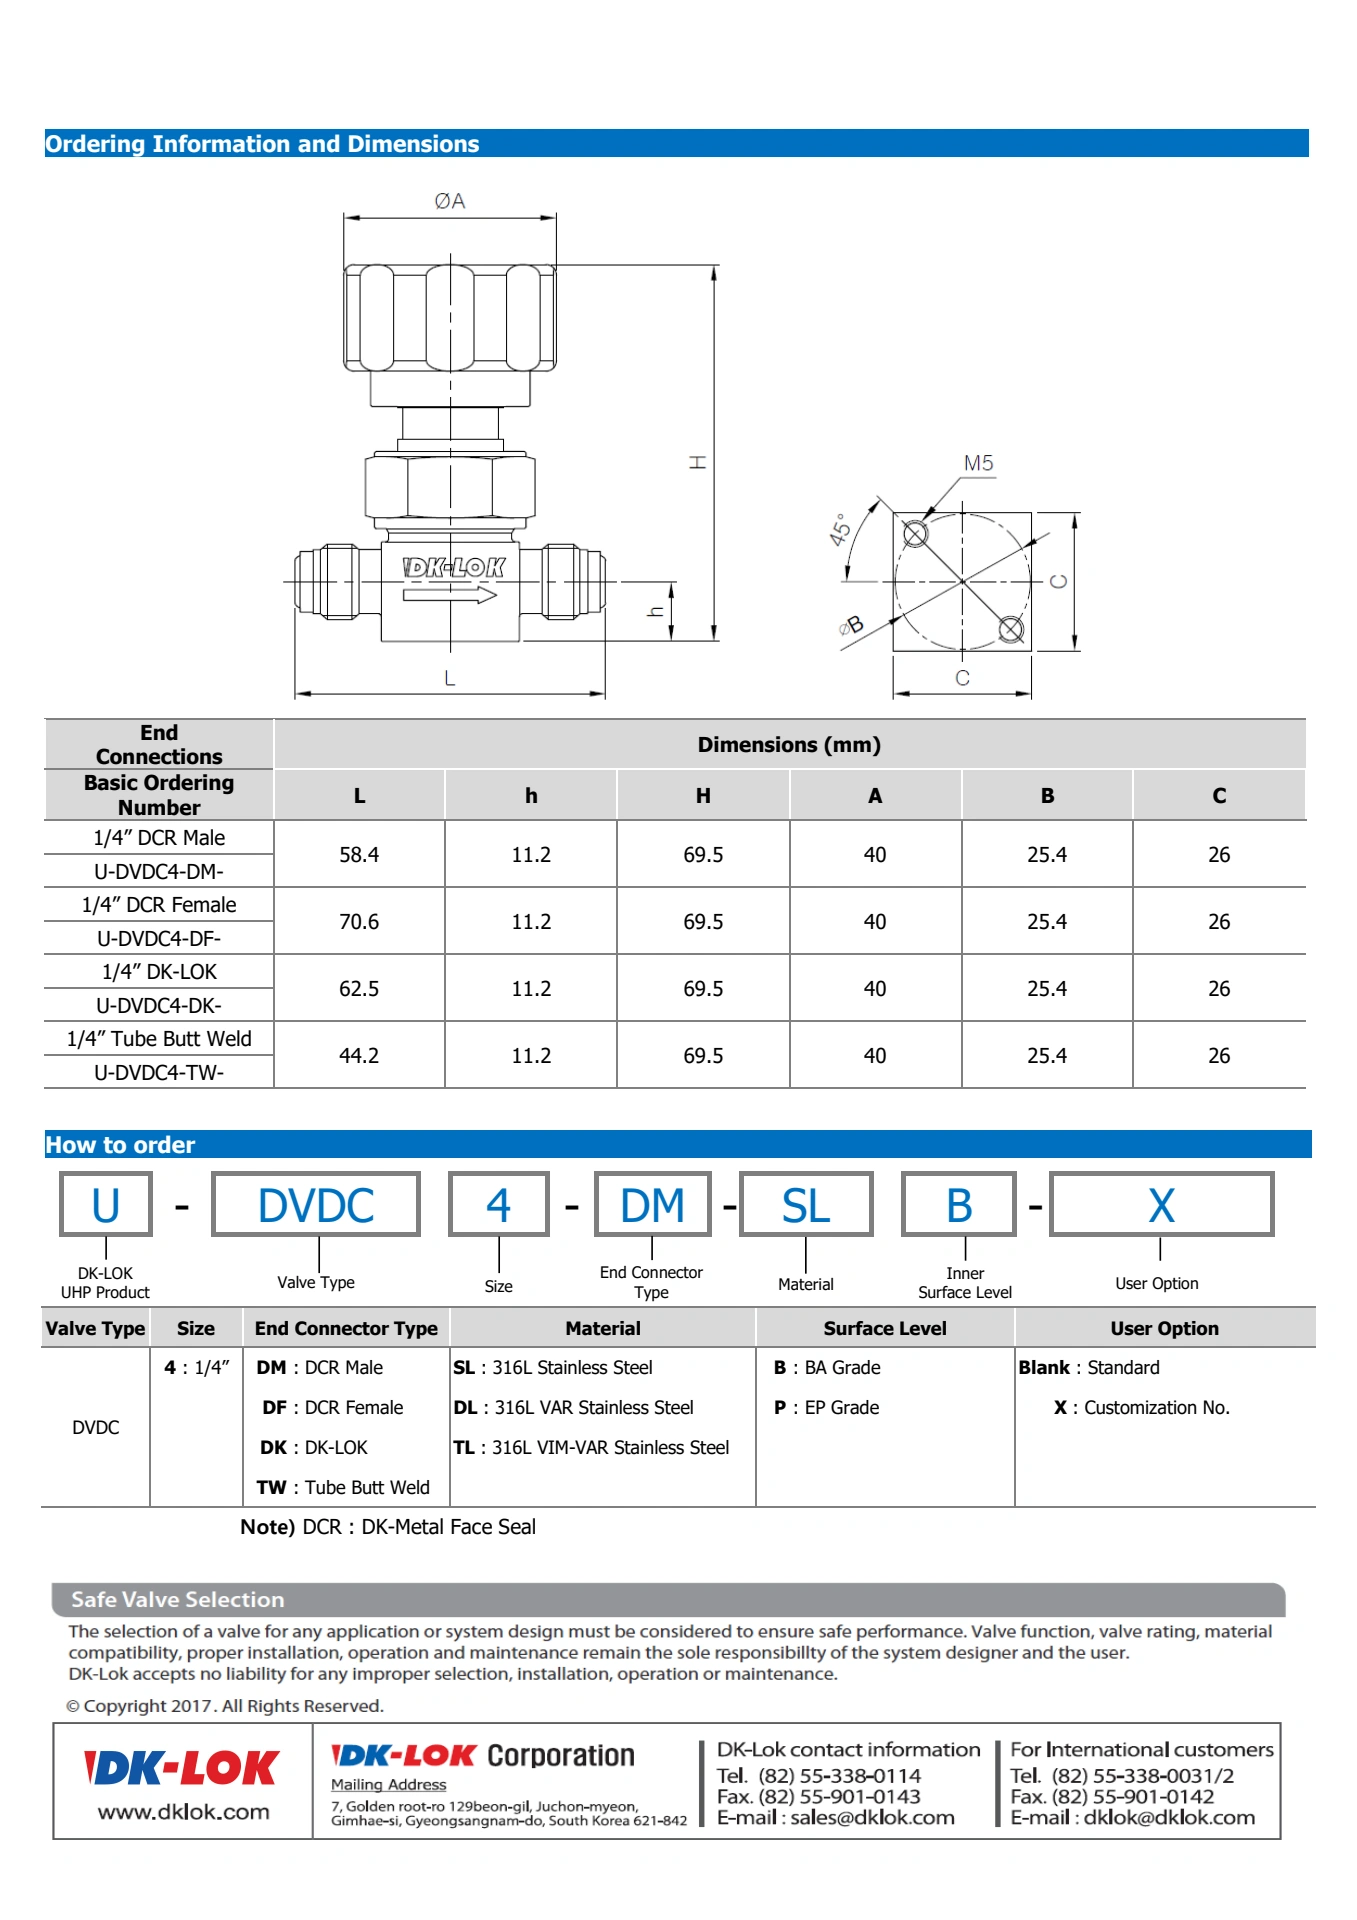 Ordering Information and Dimensions
ØA
H
DK-LOK
h
L
M5
45°
ØB
C
C
End Connections Dimensions (mm)
Basic Ordering Number L h H A B C
1/4” DCR Male
U-DVDC4-DM-
58.4 11.2 69.5 40 25.4 26
1/4” DCR Female
U-DVDC4-DF-
70.6 11.2 69.5 40 25.4 26
1/4” DK-LOK
U-DVDC4-DK-
62.5 11.2 69.5 40 25.4 26
1/4” Tube Butt Weld
U-DVDC4-TW-
44.2 11.2 69.5 40 25.4 26
How to order
U - DVDC 4 - DM - SL B - X
DK-LOK
UHP Product
Valve Type
Size
End Connector
Type
Material
Inner
Surface Level
User Option
Valve Type Size End Connector Type Material Surface Level User Option
4 : 1/4” DM : DCR Male SL : 316L Stainless Steel B : BA Grade Blank : Standard
DF : DCR Female DL : 316L VAR Stainless Steel P : EP Grade X : Customization No.
DVDC
DK : DK-LOK TL : 316L VIM-VAR Stainless Steel
TW : Tube Butt Weld
Note) DCR : DK-Metal Face Seal
Safe Valve Selection
The selection of a valve for any application or system design must be considered to ensure safe performance. Valve function, valve rating, material
compatibility, proper installation, operation and maintenance remain the sole responsibillty of the system designer and the user.
DK-Lok accepts no liability for any improper selection, installation, operation or maintenance.
© Copyright 2017. All Rights Reserved.
DK-LOK
www.dklok.com
DK-LOK Corporation
Mailing Address
7, Golden root-ro 129beon-gil, Juchon-myeon,
Gimhae-si, Gyeongsangnam-do, South Korea 621-842
DK-Lok contact information
Tel. (82) 55-338-0114
Fax. (82) 55-901-0143
E-mail : sales@dklok.com
For International customers
Tel. (82) 55-338-0031/2
Fax. (82) 55-901-0142
E-mail : dklok@dklok.com